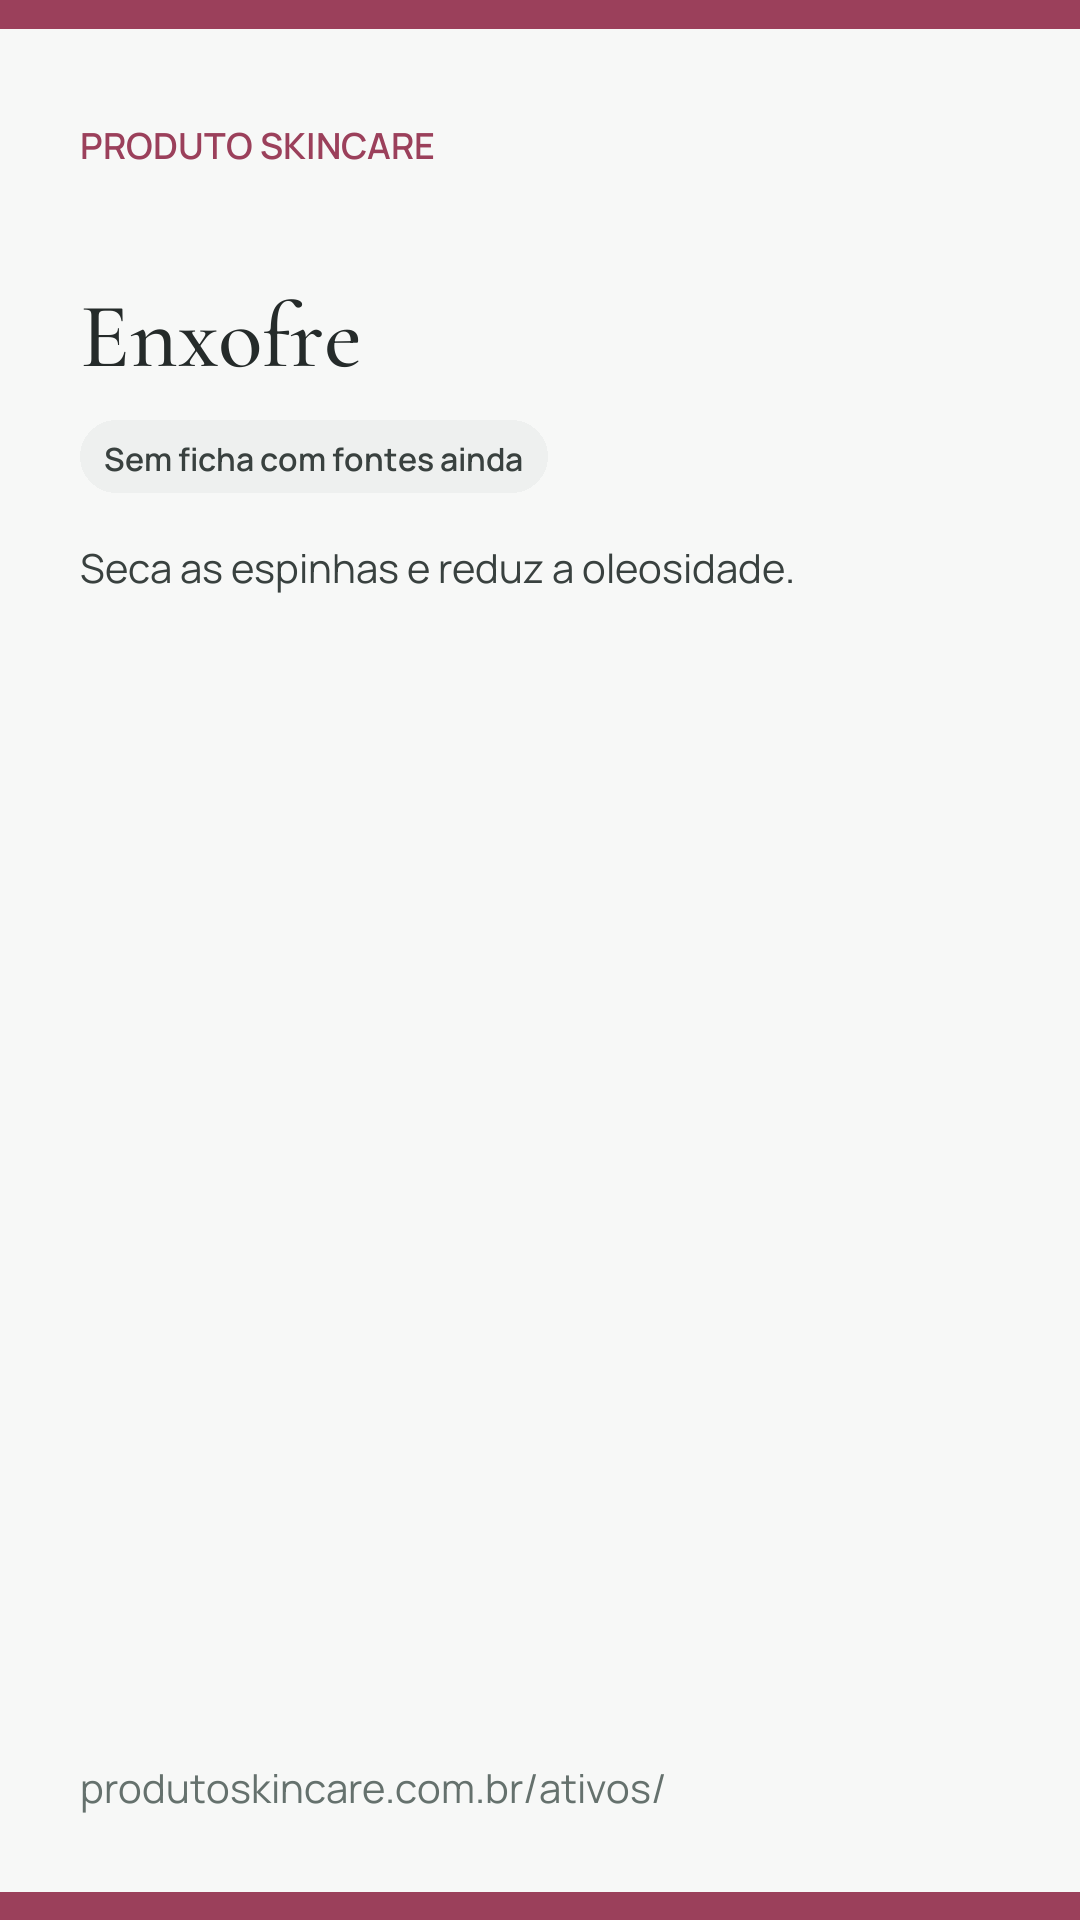 PRODUTO SKINCARE
Enxofre
Sem ficha com fontes ainda
Seca as espinhas e reduz a oleosidade.
produtoskincare.com.br/ativos/